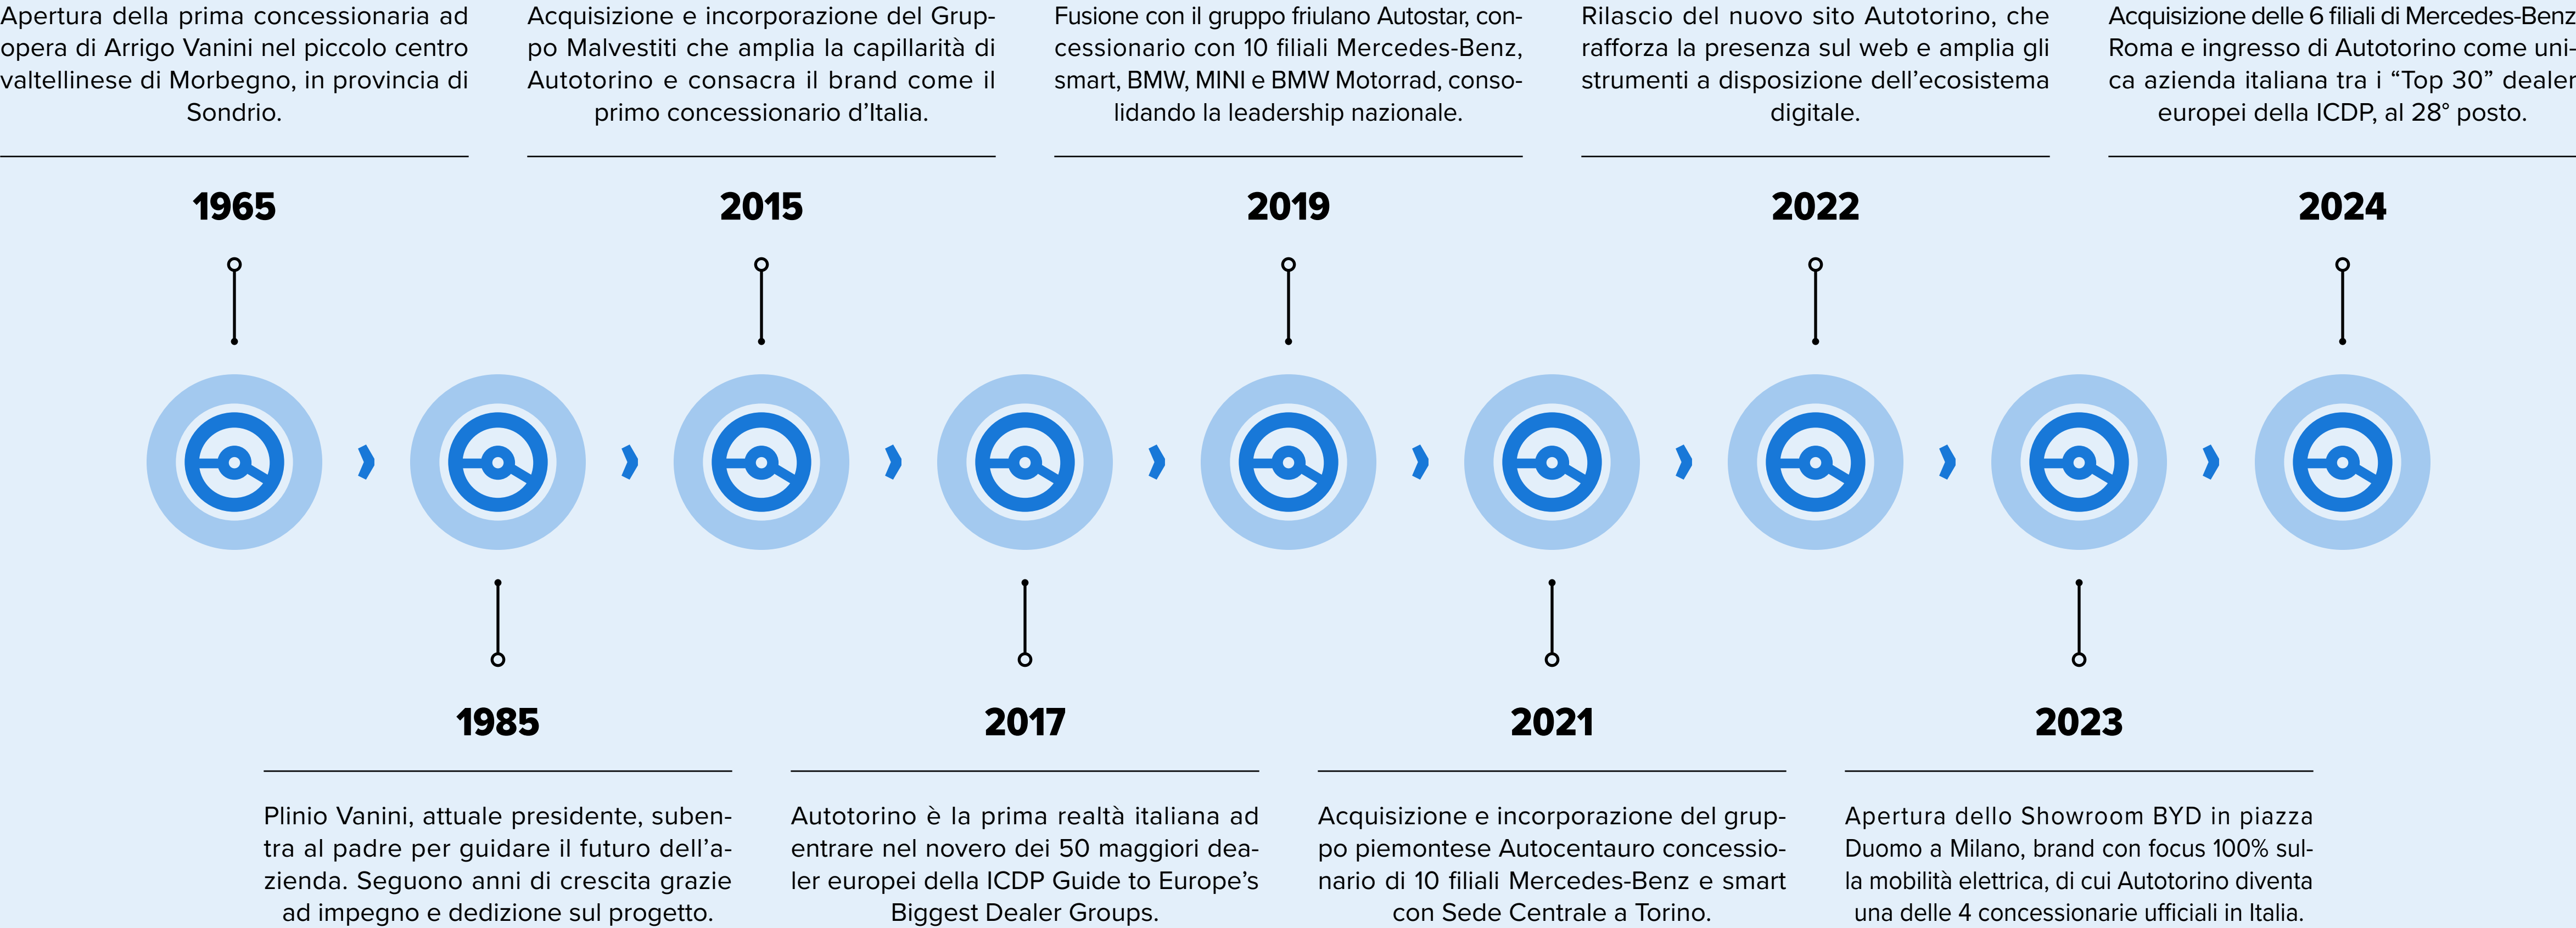 Apertura della prima concessionaria ad
opera di Arrigo Vanini nel piccolo centro
valtellinese di Morbegno, in provincia di
Sondrio.
1965
Plinio Vanini, attuale presidente, suben-
tra al padre per guidare il futuro dell’a-
zienda. Seguono anni di crescita grazie
ad impegno e dedizione sul progetto.
1985
Acquisizione e incorporazione del Grup-
po Malvestiti che amplia la capillarità di
Autotorino e consacra il brand come il
primo concessionario d’Italia.
2015
2017
Autotorino è la prima realtà italiana ad
entrare nel novero dei 50 maggiori dea-
ler europei della ICDP Guide to Europe’s
Biggest Dealer Groups.
Fusione con il gruppo friulano Autostar, con-
cessionario con 10 filiali Mercedes-Benz,
smart, BMW, MINI e BMW Motorrad, conso-
lidando la leadership nazionale.
2019
2021
Acquisizione e incorporazione del grup-
po piemontese Autocentauro concessio-
nario di 10 filiali Mercedes-Benz e smart
con Sede Centrale a Torino.
Rilascio del nuovo sito Autotorino, che
rafforza la presenza sul web e amplia gli
strumenti a disposizione dell’ecosistema
digitale.
2022
2023
Apertura dello Showroom BYD in piazza
Duomo a Milano, brand con focus 100% sul-
la mobilità elettrica, di cui Autotorino diventa
una delle 4 concessionarie ufficiali in Italia.
Acquisizione delle 6 filiali di Mercedes-Benz
Roma e ingresso di Autotorino come uni-
ca azienda italiana tra i “Top 30” dealer
europei della ICDP, al 28° posto.
2024